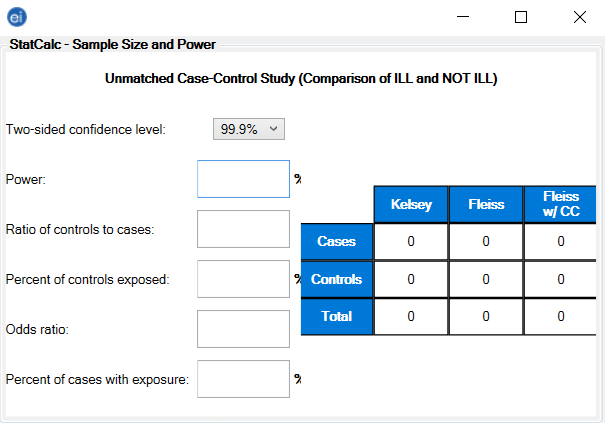 ei
StatCalc - Sample Size and Power
Unmatched Case-Control Study (Comparison of ILL and NOT ILL)
Two-sided confidence level: 99.9%
Power: %
Ratio of controls to cases:
Percent of controls exposed: %
Odds ratio:
Percent of cases with exposure: %
Kelsey Fleiss Fleiss w/ CC
Cases 0 0 0
Controls 0 0 0
Total 0 0 0